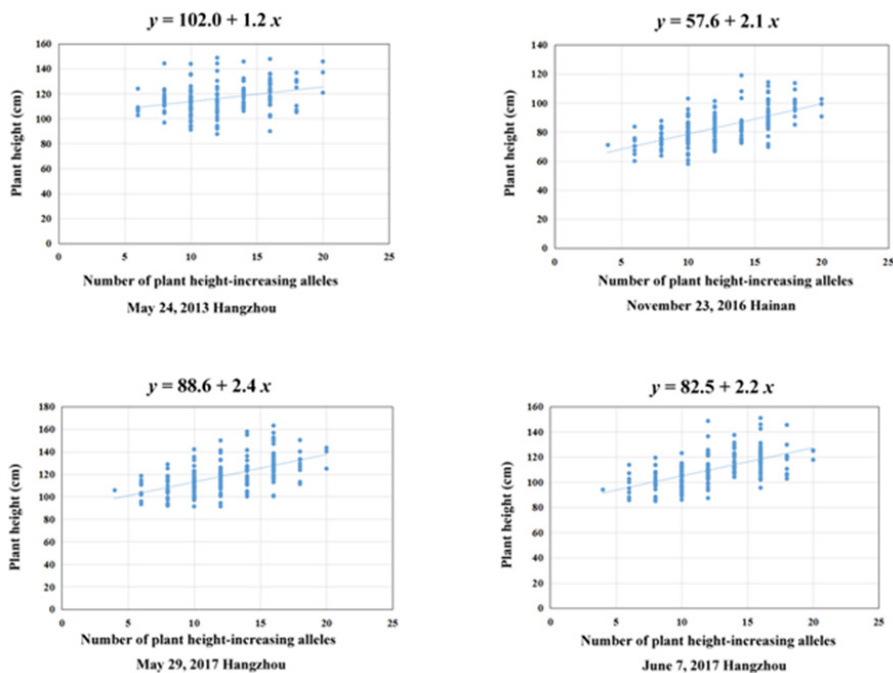 y = 102.0 + 1.2 x
Plant height (cm)
160
140
120
100
80
60
40
20
0
0 5 10 15 20 25
Number of plant height-increasing alleles
May 24, 2013 Hangzhou
y = 57.6 + 2.1 x
Plant height (cm)
140
120
100
80
60
40
20
0
0 5 10 15 20 25
Number of plant height-increasing alleles
November 23, 2016 Hainan
y = 88.6 + 2.4 x
Plant height (cm)
180
160
140
120
100
80
60
40
20
0
0 5 10 15 20 25
Number of plant height-increasing alleles
May 29, 2017 Hangzhou
y = 82.5 + 2.2 x
Plant height (cm)
160
140
120
100
80
60
40
20
0
0 5 10 15 20 25
Number of plant height-increasing alleles
June 7, 2017 Hangzhou